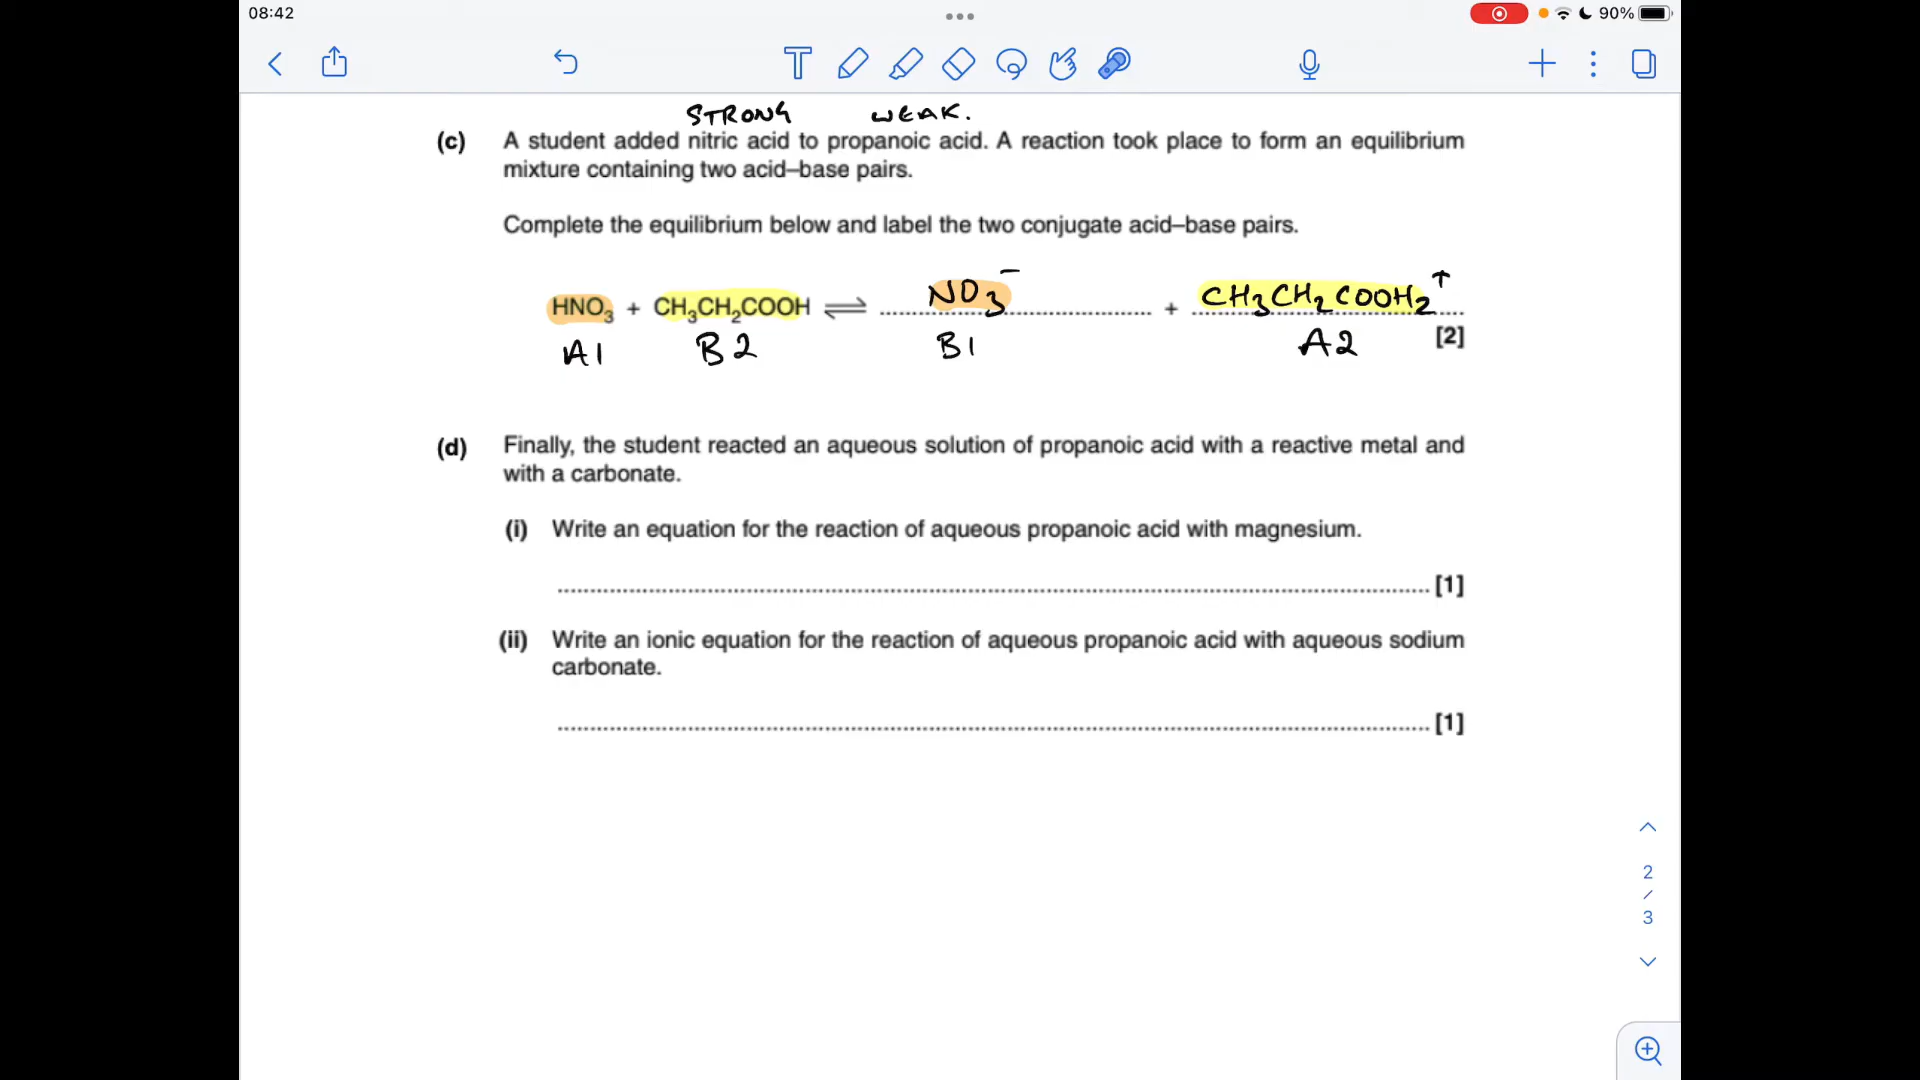 08:42
90%
STRONG WEAK.
(c) A student added nitric acid to propanoic acid. A reaction took place to form an equilibrium
mixture containing two acid–base pairs.
Complete the equilibrium below and label the two conjugate acid–base pairs.
HNO₃ + CH₃CH₂COOH ⇌ NO₃⁻ + CH₃CH₂COOH₂⁺
A1 B2 B1 A2 [2]
(d) Finally, the student reacted an aqueous solution of propanoic acid with a reactive metal and
with a carbonate.
(i) Write an equation for the reaction of aqueous propanoic acid with magnesium.
[1]
(ii) Write an ionic equation for the reaction of aqueous propanoic acid with aqueous sodium
carbonate.
[1]
2
/
3